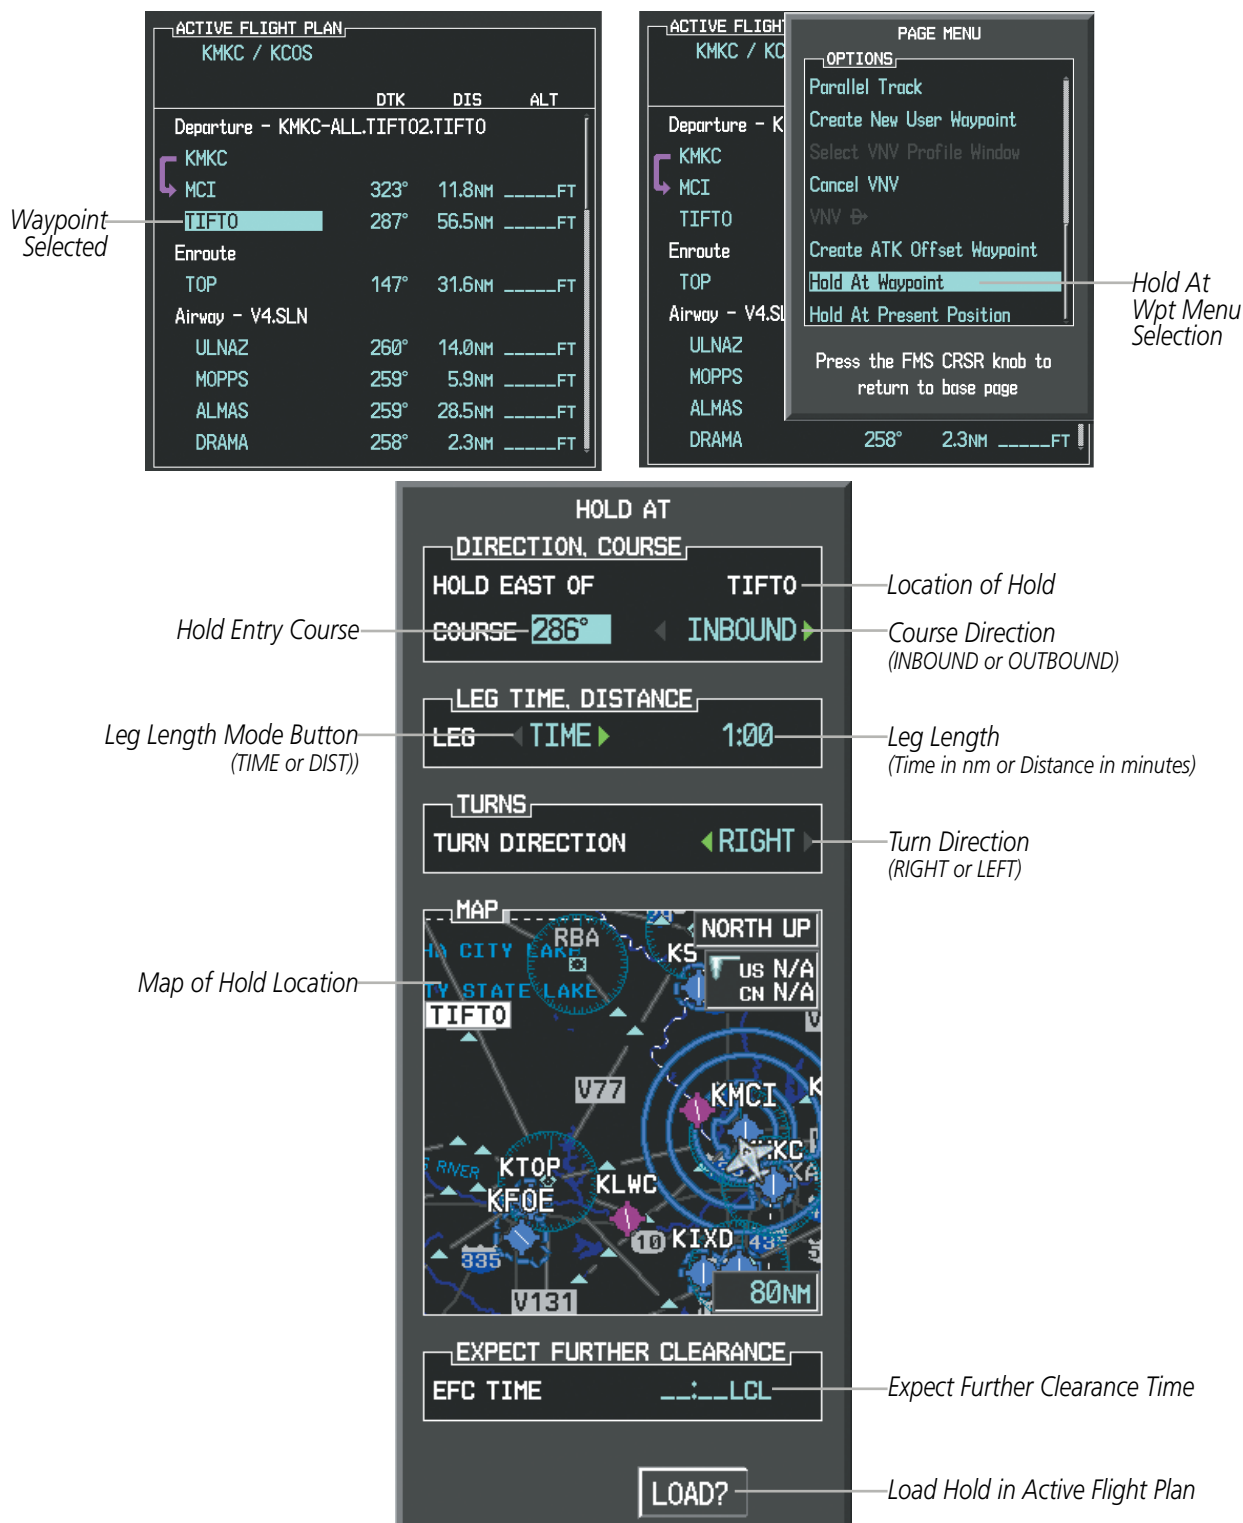 ACTIVE FLIGHT PLAN
KMKC / KCOS
DTK DIS ALT
Departure - KMKC-ALL.TIFTO2.TIFTO
KMKC
MCI 323° 11.8NM _____FT
TIFTO 287° 56.5NM _____FT
Enroute
TOP 147° 31.6NM _____FT
Airway - V4.SLN
ULNAZ 260° 14.0NM _____FT
MOPPS 259° 5.9NM _____FT
ALMAS 259° 28.5NM _____FT
DRAMA 258° 2.3NM _____FT
Waypoint
Selected
ACTIVE FLIGHT
KMKC / KC
Departure - K
KMKC
MCI
TIFTO
Enroute
TOP
Airway - V4.SL
ULNAZ
MOPPS
ALMAS
DRAMA 258° 2.3NM _____FT
PAGE MENU
OPTIONS
Parallel Track
Create New User Waypoint
Select VNV Profile Window
Cancel VNV
VNV
Create ATK Offset Waypoint
Hold At Waypoint
Hold At Present Position
Press the FMS CRSR knob to
return to base page
Hold At
Wpt Menu
Selection
HOLD AT
DIRECTION, COURSE
HOLD EAST OF TIFTO
COURSE 286° INBOUND
Hold Entry Course
Location of Hold
Course Direction
(INBOUND or OUTBOUND)
LEG TIME, DISTANCE
LEG TIME 1:00
Leg Length Mode Button
(TIME or DIST))
Leg Length
(Time in nm or Distance in minutes)
TURNS
TURN DIRECTION RIGHT
Turn Direction
(RIGHT or LEFT)
MAP
NORTH UP
RBA
KS
HA CITY LAKE
US N/A
CN N/A
TY STATE LAKE
TIFTO
V
V77
KMCI
K
KC
KA
KTOP
S RIVER
KLWC
KFOE
10
KIXD
435
335
V131
80NM
Map of Hold Location
EXPECT FURTHER CLEARANCE
EFC TIME __:__LCL
Expect Further Clearance Time
LOAD?
Load Hold in Active Flight Plan